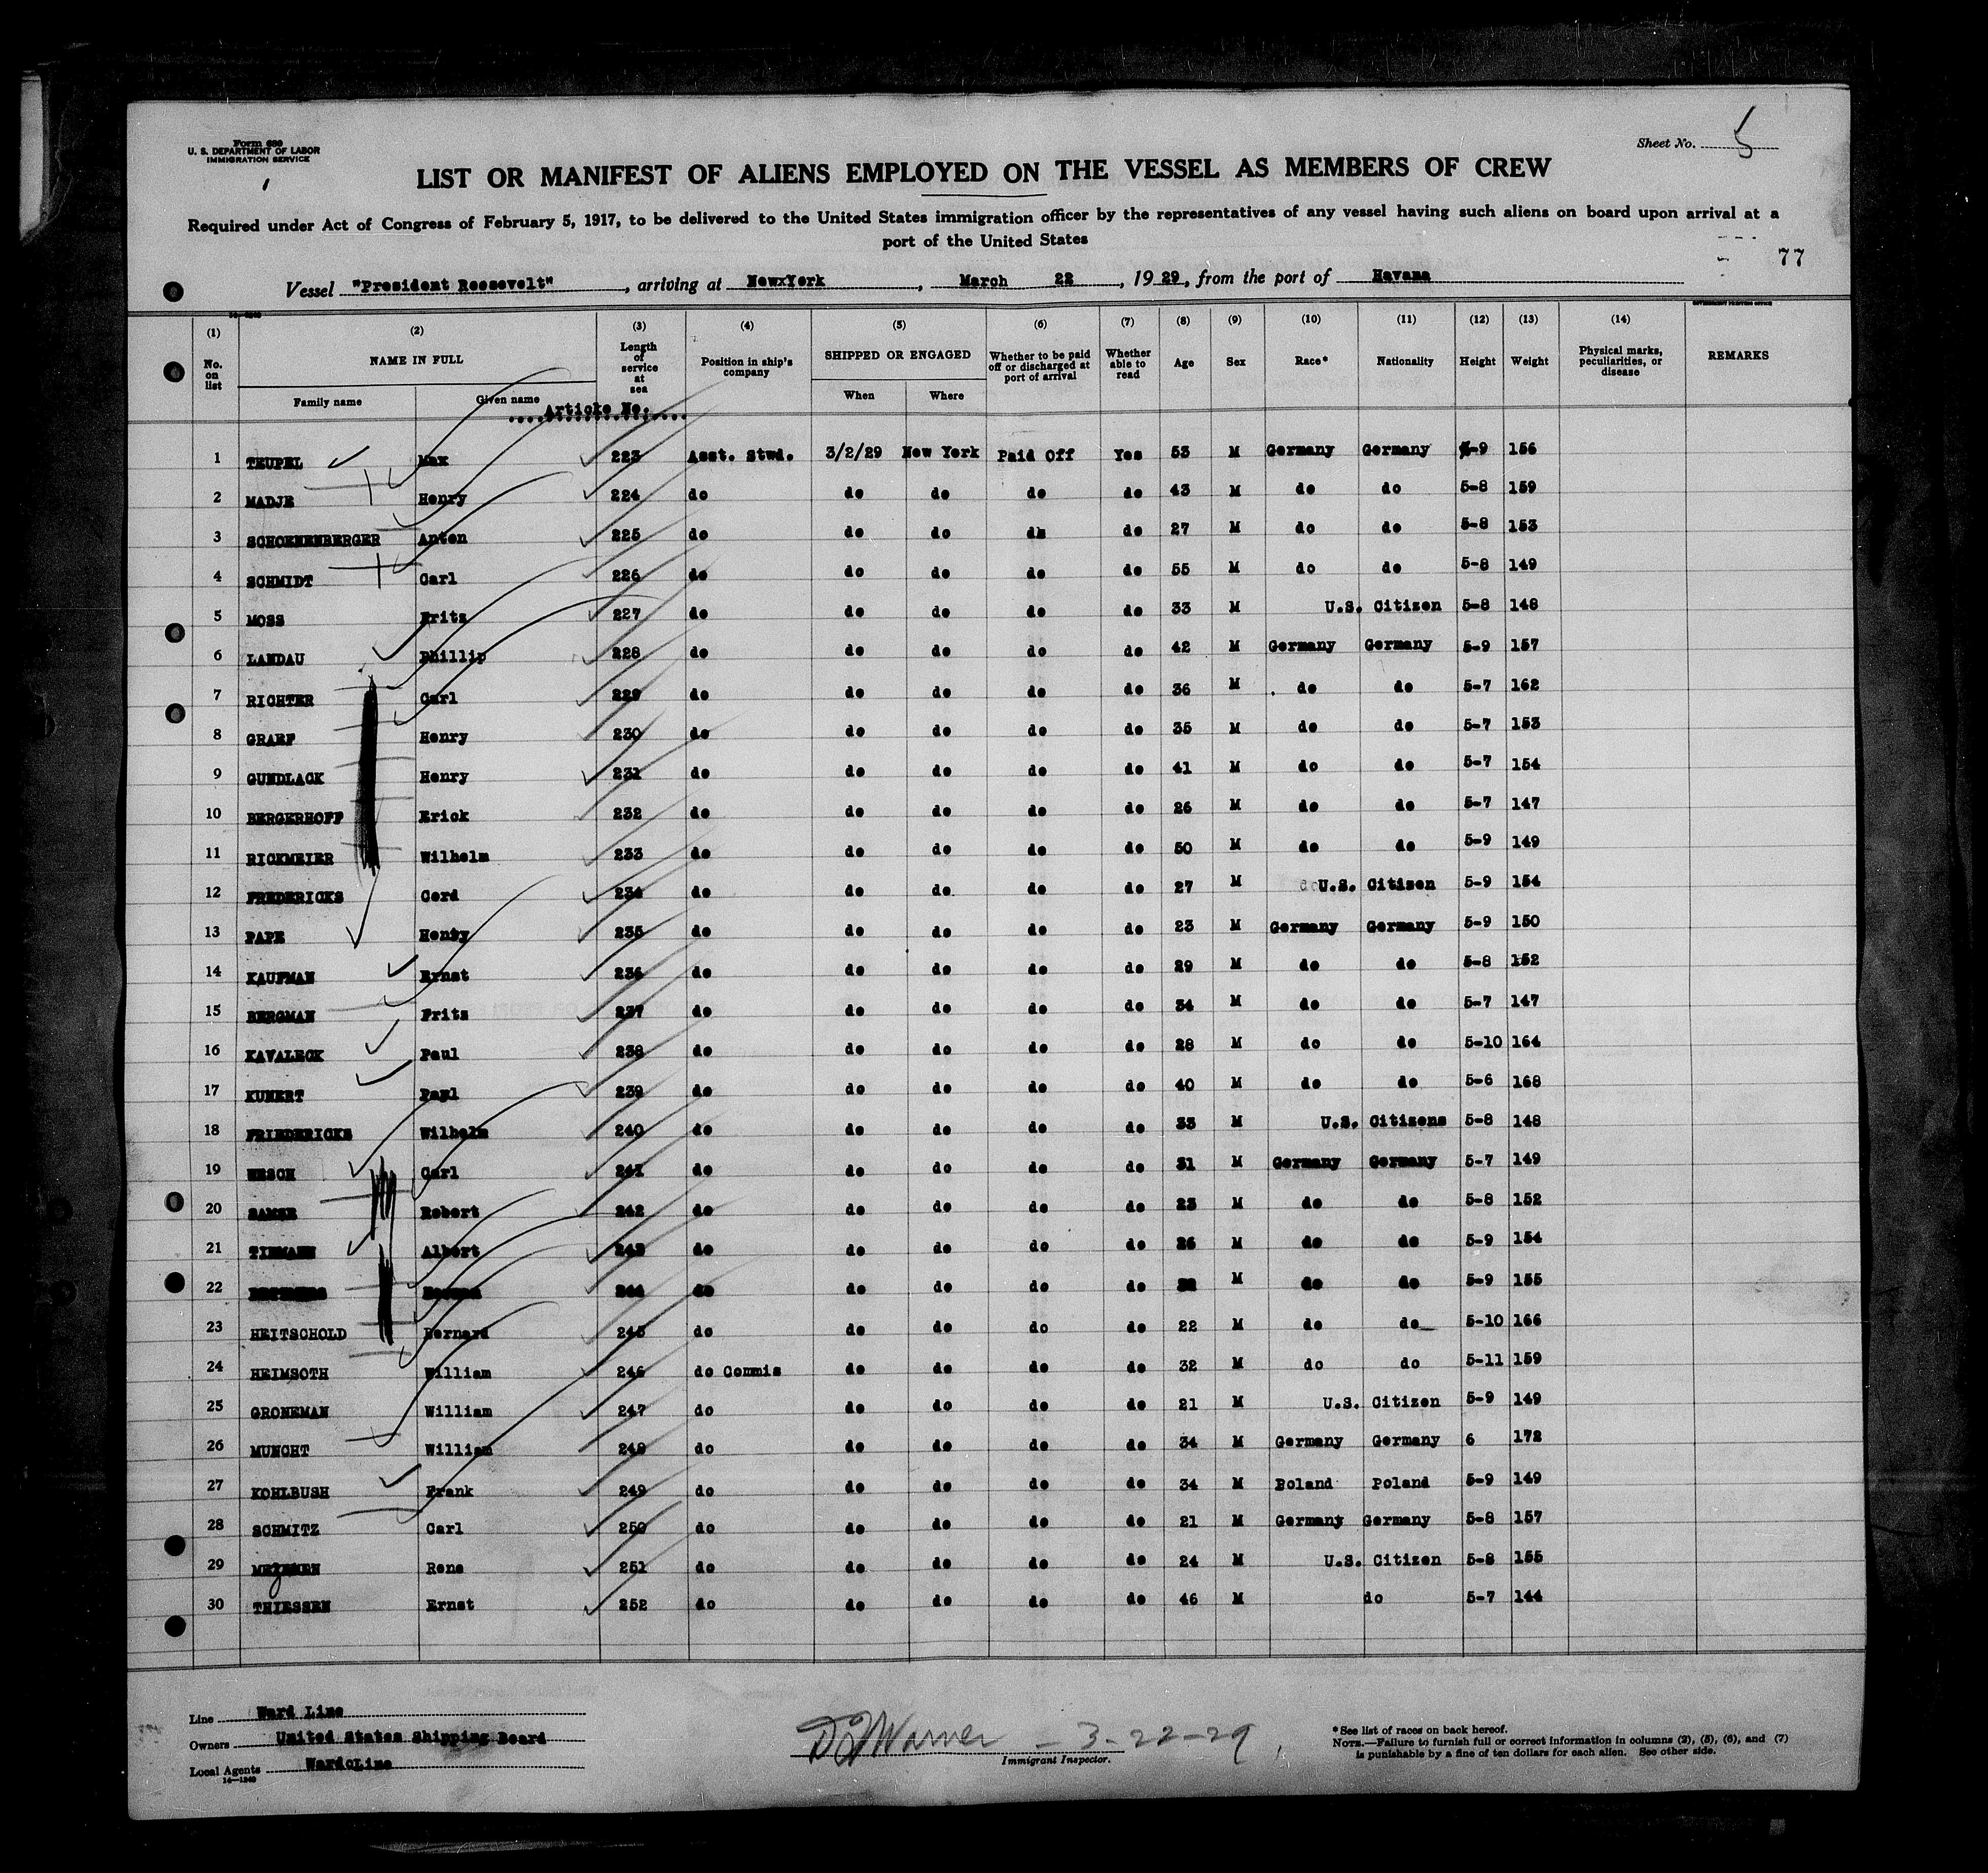 Form 689
U. S. DEPARTMENT OF LABOR
IMMIGRATION SERVICE
Sheet No. 5
LIST OR MANIFEST OF ALIENS EMPLOYED ON THE VESSEL AS MEMBERS OF CREW
Required under Act of Congress of February 5, 1917, to be delivered to the United States immigration officer by the representatives of any vessel having such aliens on board upon arrival at a
port of the United States
77
Vessel "President Roosevelt", arriving at NewxYork, March 22, 1929, from the port of Havana
(1) (2) (3) (4) (5) (6) (7) (8) (9) (10) (11) (12) (13) (14)
No. on list NAME IN FULL Length of service at sea Position in ship's company SHIPPED OR ENGAGED Whether to be paid off or discharged at port of arrival Whether able to read Age Sex Race* Nationality Height Weight Physical marks, peculiarities, or disease REMARKS
Family name Given name When Where
Article No.
1 TEUPEL Max 223 Asst. Stwd. 3/2/29 New York Paid Off Yes 53 M Germany Germany 5-9 156
2 MADJE Henry 224 do do do do do 43 M do do 5-8 159
3 SCHOENENBERGER Anton 225 do do do do do 27 M do do 5-8 153
4 SCHMIDT Carl 226 do do do do do 55 M do do 5-8 149
5 MOSS Fritz 227 do do do do do 33 M U.S. Citizen 5-8 148
6 LANDAU Phillip 228 do do do do do 42 M Germany Germany 5-9 157
7 RICHTER Carl 229 do do do do do 36 M do do 5-7 162
8 GRAEF Henry 230 do do do do do 35 M do do 5-7 153
9 GUNDLACK Henry 231 do do do do do 41 M do do 5-7 154
10 BERGERHOFF Erick 232 do do do do do 26 M do do 5-7 147
11 RICKMEIER Wilhelm 233 do do do do do 50 M do do 5-9 149
12 FREDERICKS Gerd 234 do do do do do 27 M U.S. Citizen 5-9 154
13 PAPE Henry 235 do do do do do 23 M Germany Germany 5-9 150
14 KAUFMAN Ernst 236 do do do do do 29 M do do 5-8 152
15 BERGMAN Fritz 237 do do do do do 34 M do do 5-7 147
16 KAVALECK Paul 238 do do do do do 28 M do do 5-10 164
17 KUNERT Paul 239 do do do do do 40 M do do 5-6 168
18 FRIEDERICKS Wilhelm 240 do do do do do 33 M U.S. Citizens 5-8 148
19 WESCH Carl 241 do do do do do 31 M Germany Germany 5-7 149
20 Robert 242 do do do do do 23 M do do 5-8 152
21 TIEMANN Albert 243 do do do do do 26 M do do 5-9 154
22 244 do do do do do M do do 5-9 155
23 HEITSCHOLD Bernard 245 do do do do do 22 M do do 5-10 166
24 HEIMSOTH William 246 do Commis do do do do 32 M do do 5-11 159
25 GRONEMAN William 247 do do do do do 21 M U.S. Citizen 5-9 149
26 MUNCHT William 248 do do do do do 34 M Germany Germany 6 172
27 KOHLBUSH Frank 249 do do do do do 34 M Poland Poland 5-9 149
28 SCHMITZ Carl 250 do do do do do 21 M Germany Germany 5-8 157
29 Rene 251 do do do do do 24 M U.S. Citizen 5-8 155
30 THIESSEN Ernst 252 do do do do do 46 M do 5-7 144
Line Ward Line
Owners United States Shipping Board
Local Agents WardoLine
14-1240
Warner - 3-22-29
Immigrant Inspector.
*See list of races on back hereof.
NOTE.—Failure to furnish full or correct information in columns (2), (5), (6), and (7)
is punishable by a fine of ten dollars for each alien. See other side.